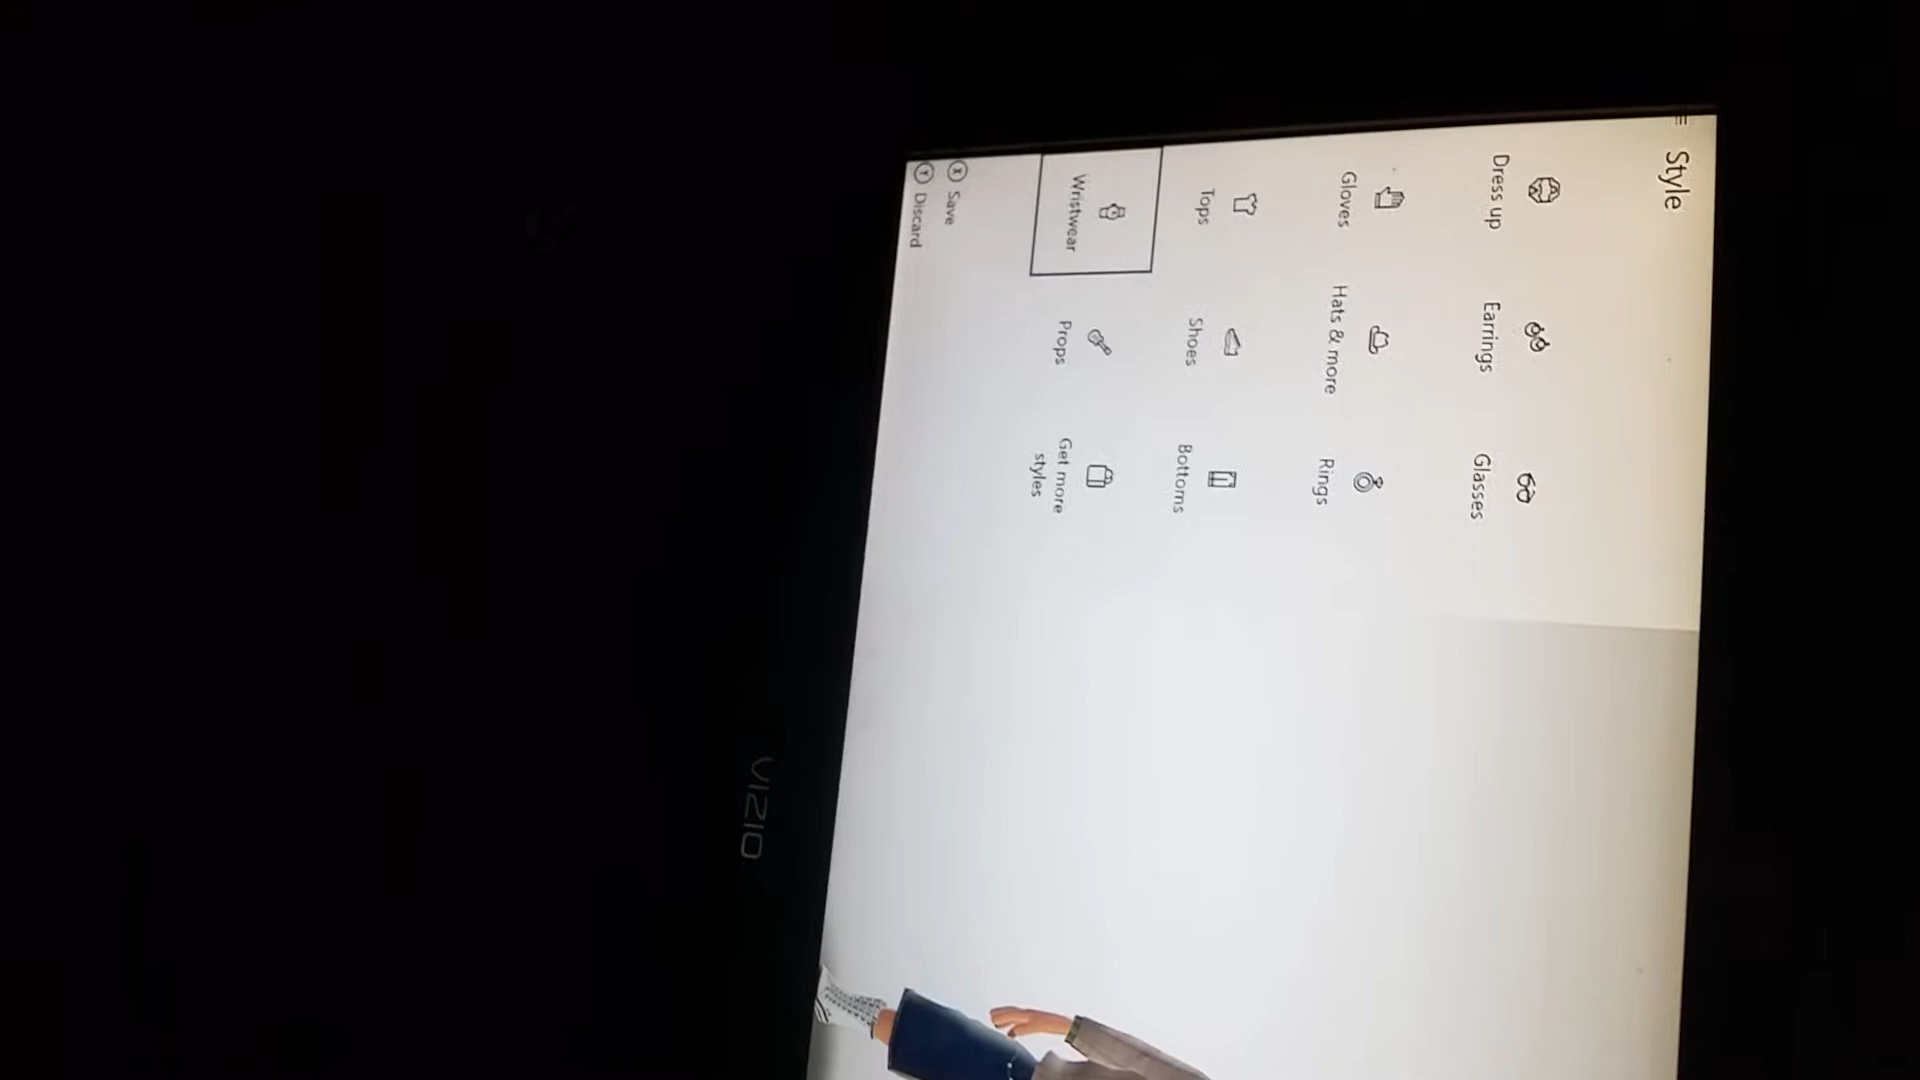 Style
Dress up
Earrings
Glasses
Gloves
Hats & more
Rings
Tops
Shoes
Bottoms
Wristwear
Props
Get more
styles
X Save
Y Discard
VIZIO